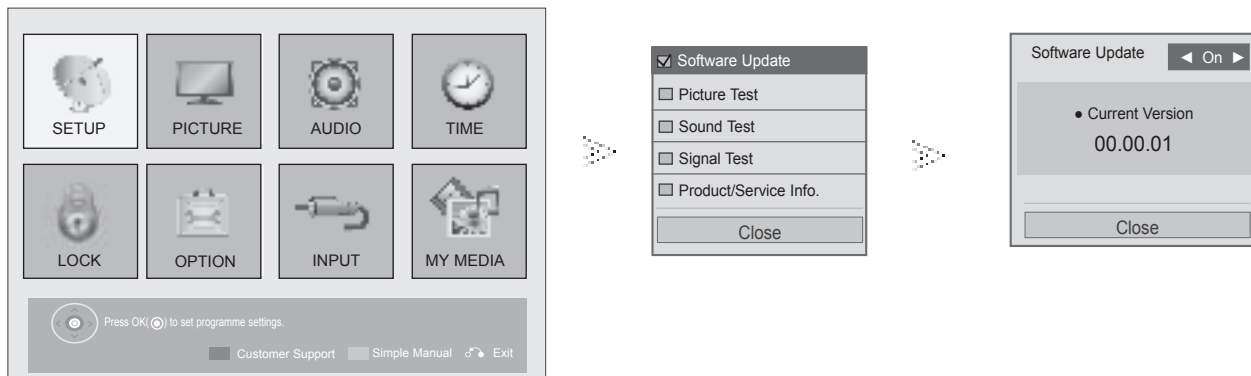 SETUP
PICTURE
AUDIO
TIME
LOCK
OPTION
INPUT
MY MEDIA
Press OK(◉) to set programme settings.
Customer Support
Simple Manual
Exit
Software Update
Picture Test
Sound Test
Signal Test
Product/Service Info.
Close
Software Update ◄ On ►
● Current Version
00.00.01
Close